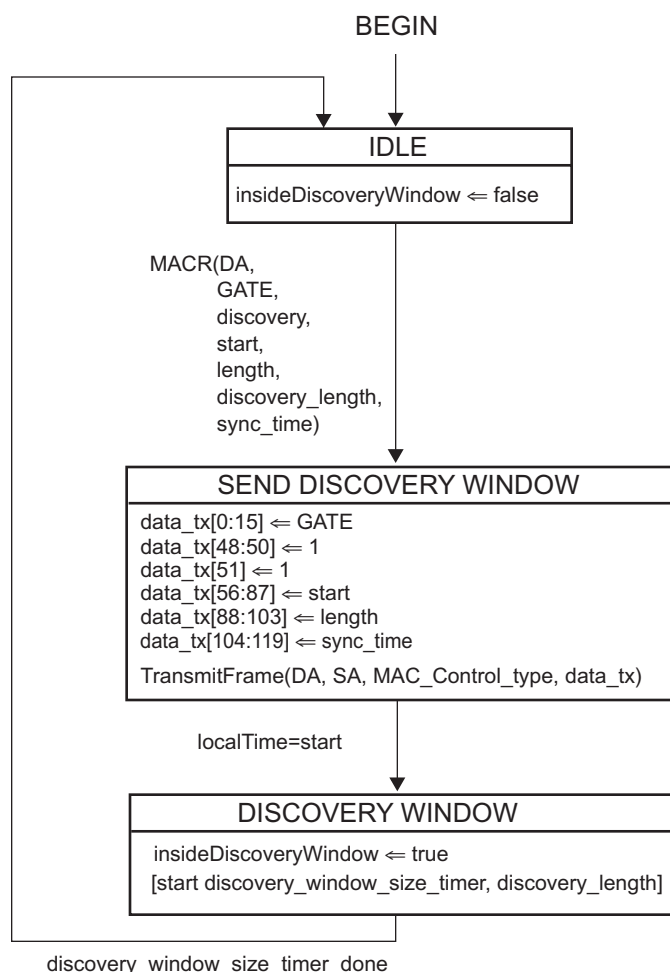 BEGIN
IDLE
insideDiscoveryWindow ⇐ false
MACR(DA,
GATE,
discovery,
start,
length,
discovery_length,
sync_time)
SEND DISCOVERY WINDOW
data_tx[0:15] ⇐ GATE
data_tx[48:50] ⇐ 1
data_tx[51] ⇐ 1
data_tx[56:87] ⇐ start
data_tx[88:103] ⇐ length
data_tx[104:119] ⇐ sync_time
TransmitFrame(DA, SA, MAC_Control_type, data_tx)
localTime=start
DISCOVERY WINDOW
insideDiscoveryWindow ⇐ true
[start discovery_window_size_timer, discovery_length]
discovery_window_size_timer_done